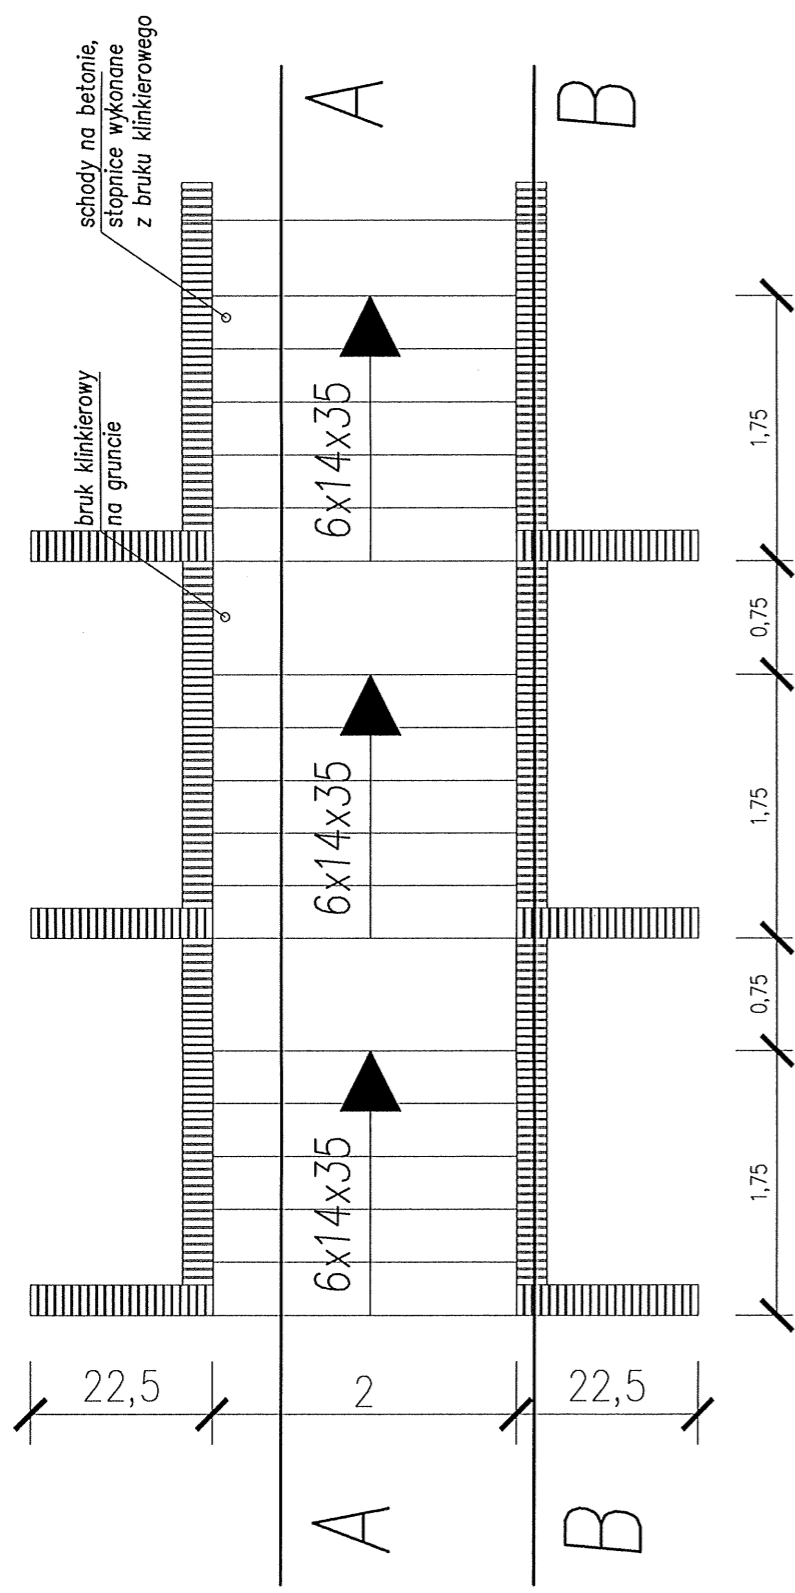 schody na betonie,
stopnice wykonane
z bruku klinkierowego
bruk klinkierowy
na gruncie
A
A
B
B
6x14x35
6x14x35
6x14x35
22,5
2
22,5
1,75
0,75
1,75
0,75
1,75